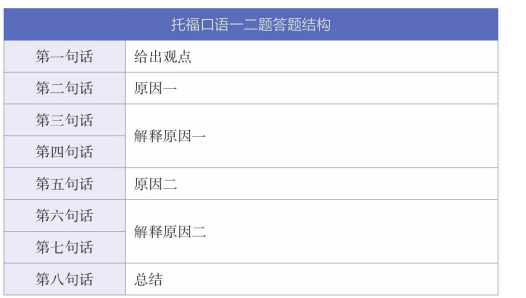 托福口语一二题答题结构
第一句话 给出观点
第二句话 原因一
第三句话
解释原因一
第四句话
第五句话 原因二
第六句话
解释原因二
第七句话
第八句话 总结